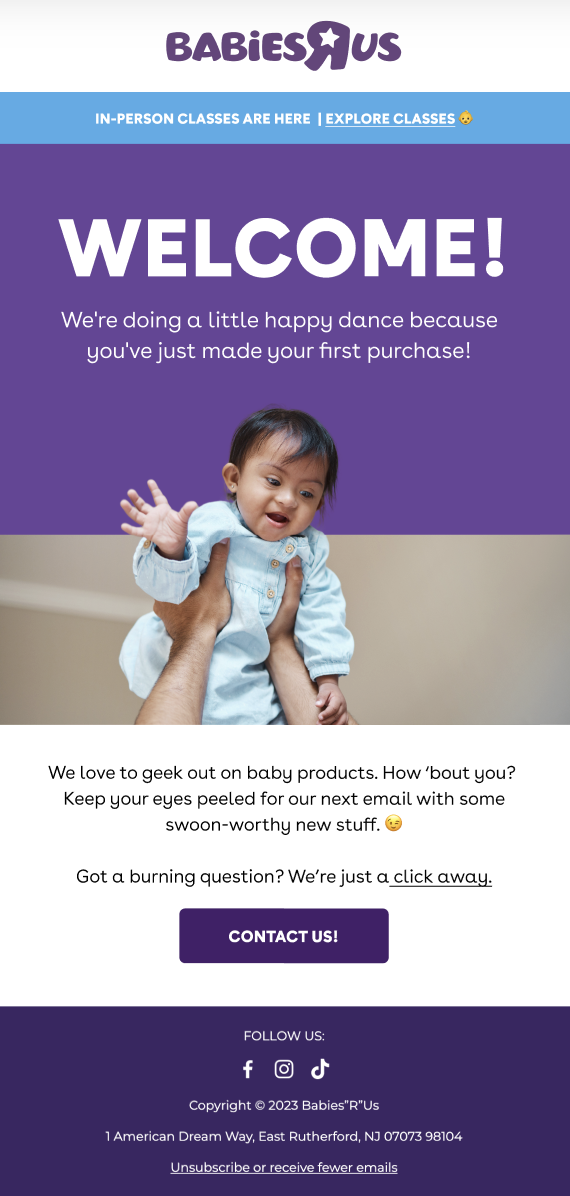 BABiESRUS
IN-PERSON CLASSES ARE HERE | EXPLORE CLASSES 👶
WELCOME!
We're doing a little happy dance because
you've just made your first purchase!
We love to geek out on baby products. How ‘bout you?
Keep your eyes peeled for our next email with some
swoon-worthy new stuff. 😉
Got a burning question? We’re just a click away.
CONTACT US!
FOLLOW US:
Copyright © 2023 Babies”R”Us
1 American Dream Way, East Rutherford, NJ 07073 98104
Unsubscribe or receive fewer emails